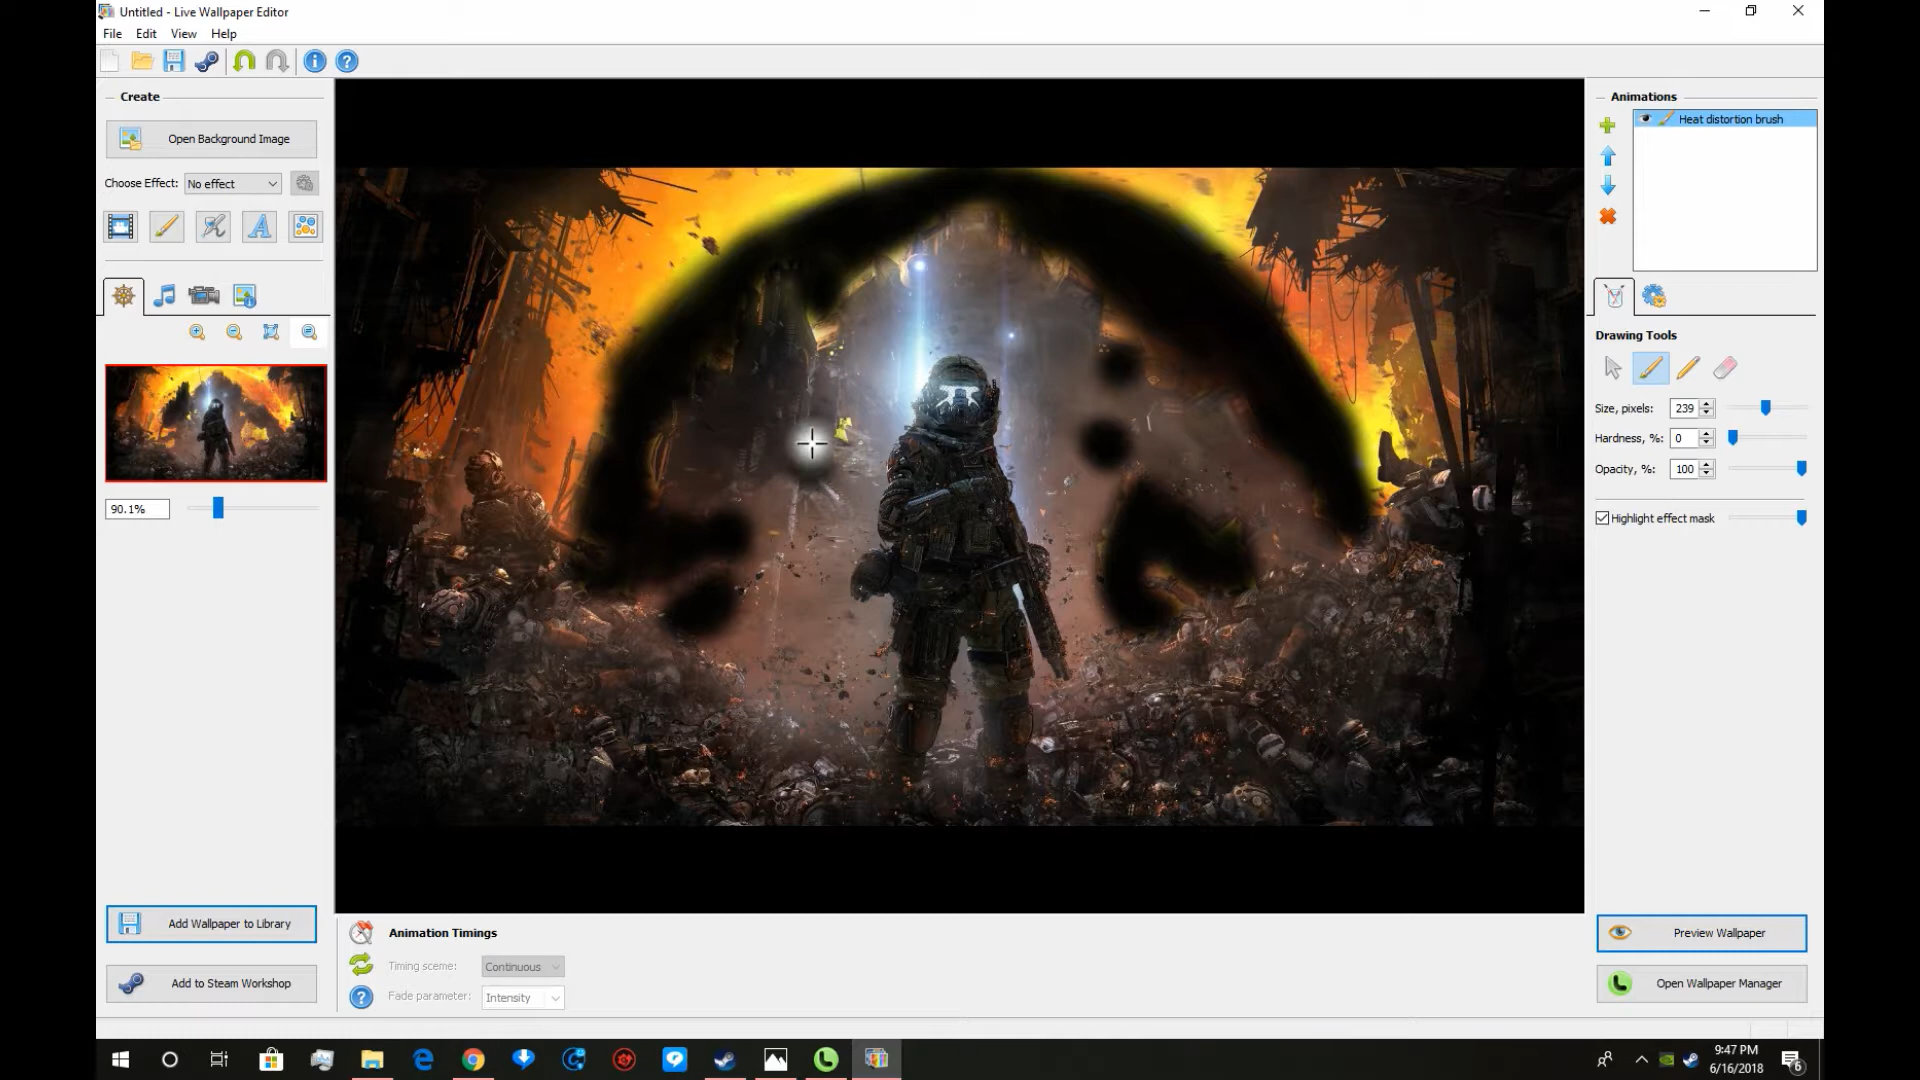 Untitled - Live Wallpaper Editor
File Edit View Help
Create
Open Background Image
Choose Effect: No effect
A
90.1%
Add Wallpaper to Library
Add to Steam Workshop
Animation Timings
Timing sceme: Continuous
Fade parameter: Intensity
Animations
Heat distortion brush
Drawing Tools
Size, pixels: 239
Hardness, %: 0
Opacity, %: 100
Highlight effect mask
Preview Wallpaper
Open Wallpaper Manager
9:47 PM
6/16/2018
6